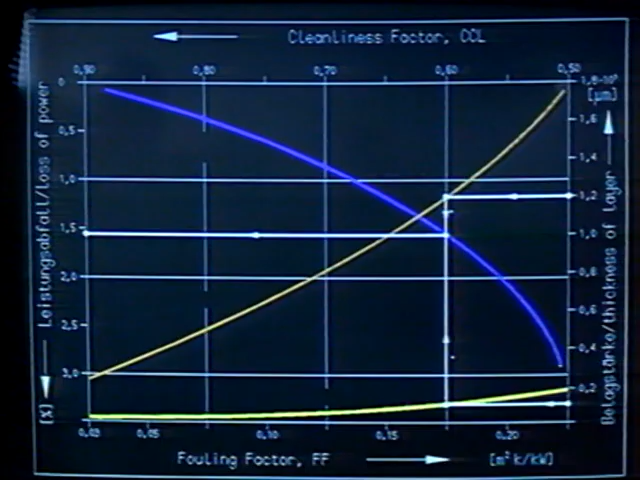 Cleanliness Factor, CCL
0,90 0,80 0,70 0,60 0,50
Leistungsabfall/loss of power
[%]
0
0,5
1,0
1,5
2,0
2,5
3,0
[µm]
1,6
1,4
1,2
1,0
0,8
0,6
0,4
0,2
Belagstärke/thickness of layer
0,03 0,05 0,10 0,15 0,20
Fouling Factor, FF [m²k/kW]